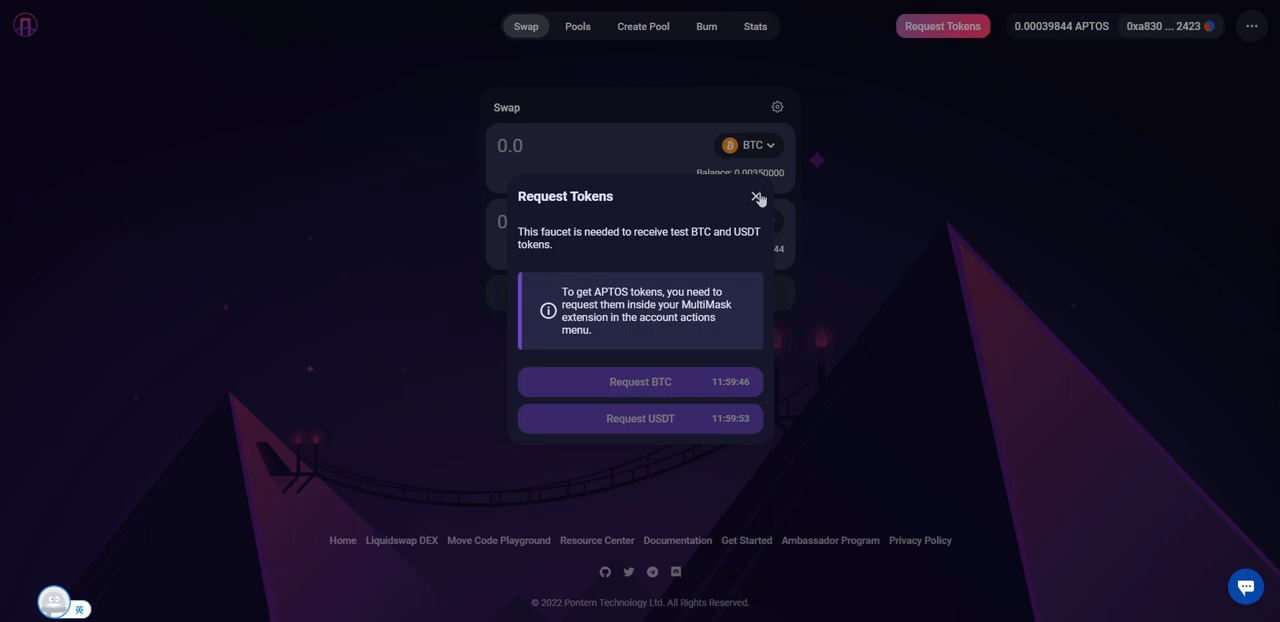 Swap
Pools
Create Pool
Burn
Stats
Request Tokens
0.00039844 APTOS
0xa830 ... 2423
Swap
0.0
BTC
Balance: 0.00350000
Request Tokens
0
This faucet is needed to receive test BTC and USDT
tokens.
44
To get APTOS tokens, you need to
request them inside your MultiMask
extension in the account actions
menu.
Request BTC 11:59:46
Request USDT 11:59:53
Home Liquidswap DEX Move Code Playground Resource Center Documentation Get Started Ambassador Program Privacy Policy
© 2022 Pontem Technology Ltd. All Rights Reserved.
英